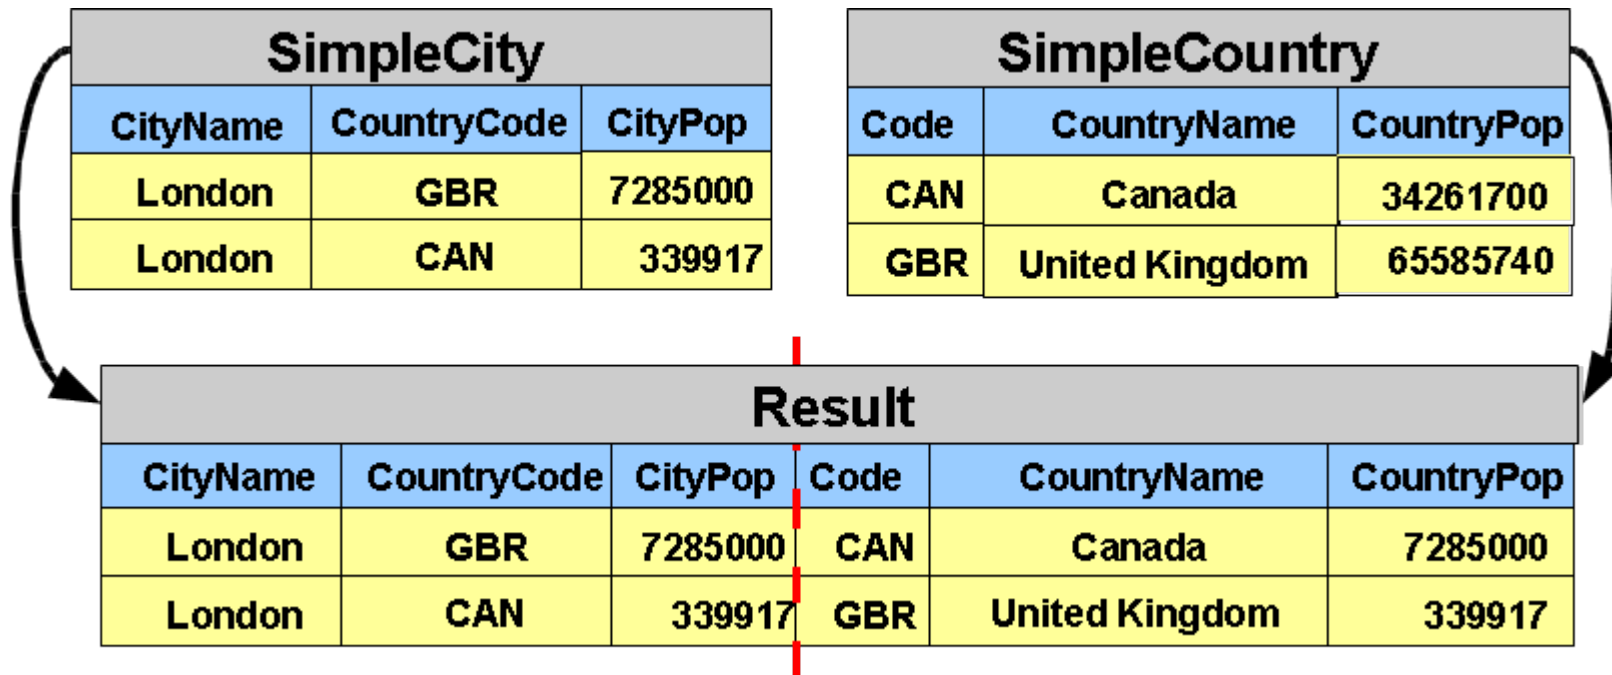 SimpleCity SimpleCountry
CityName CountryCode CityPop Code CountryName CountryPop
London GBR 7285000 CAN Canada 34261700
London CAN 339917 GBR United Kingdom 65585740
Result
CityName CountryCode CityPop Code CountryName CountryPop
London GBR 7285000 CAN Canada 7285000
London CAN 339917 GBR United Kingdom 339917